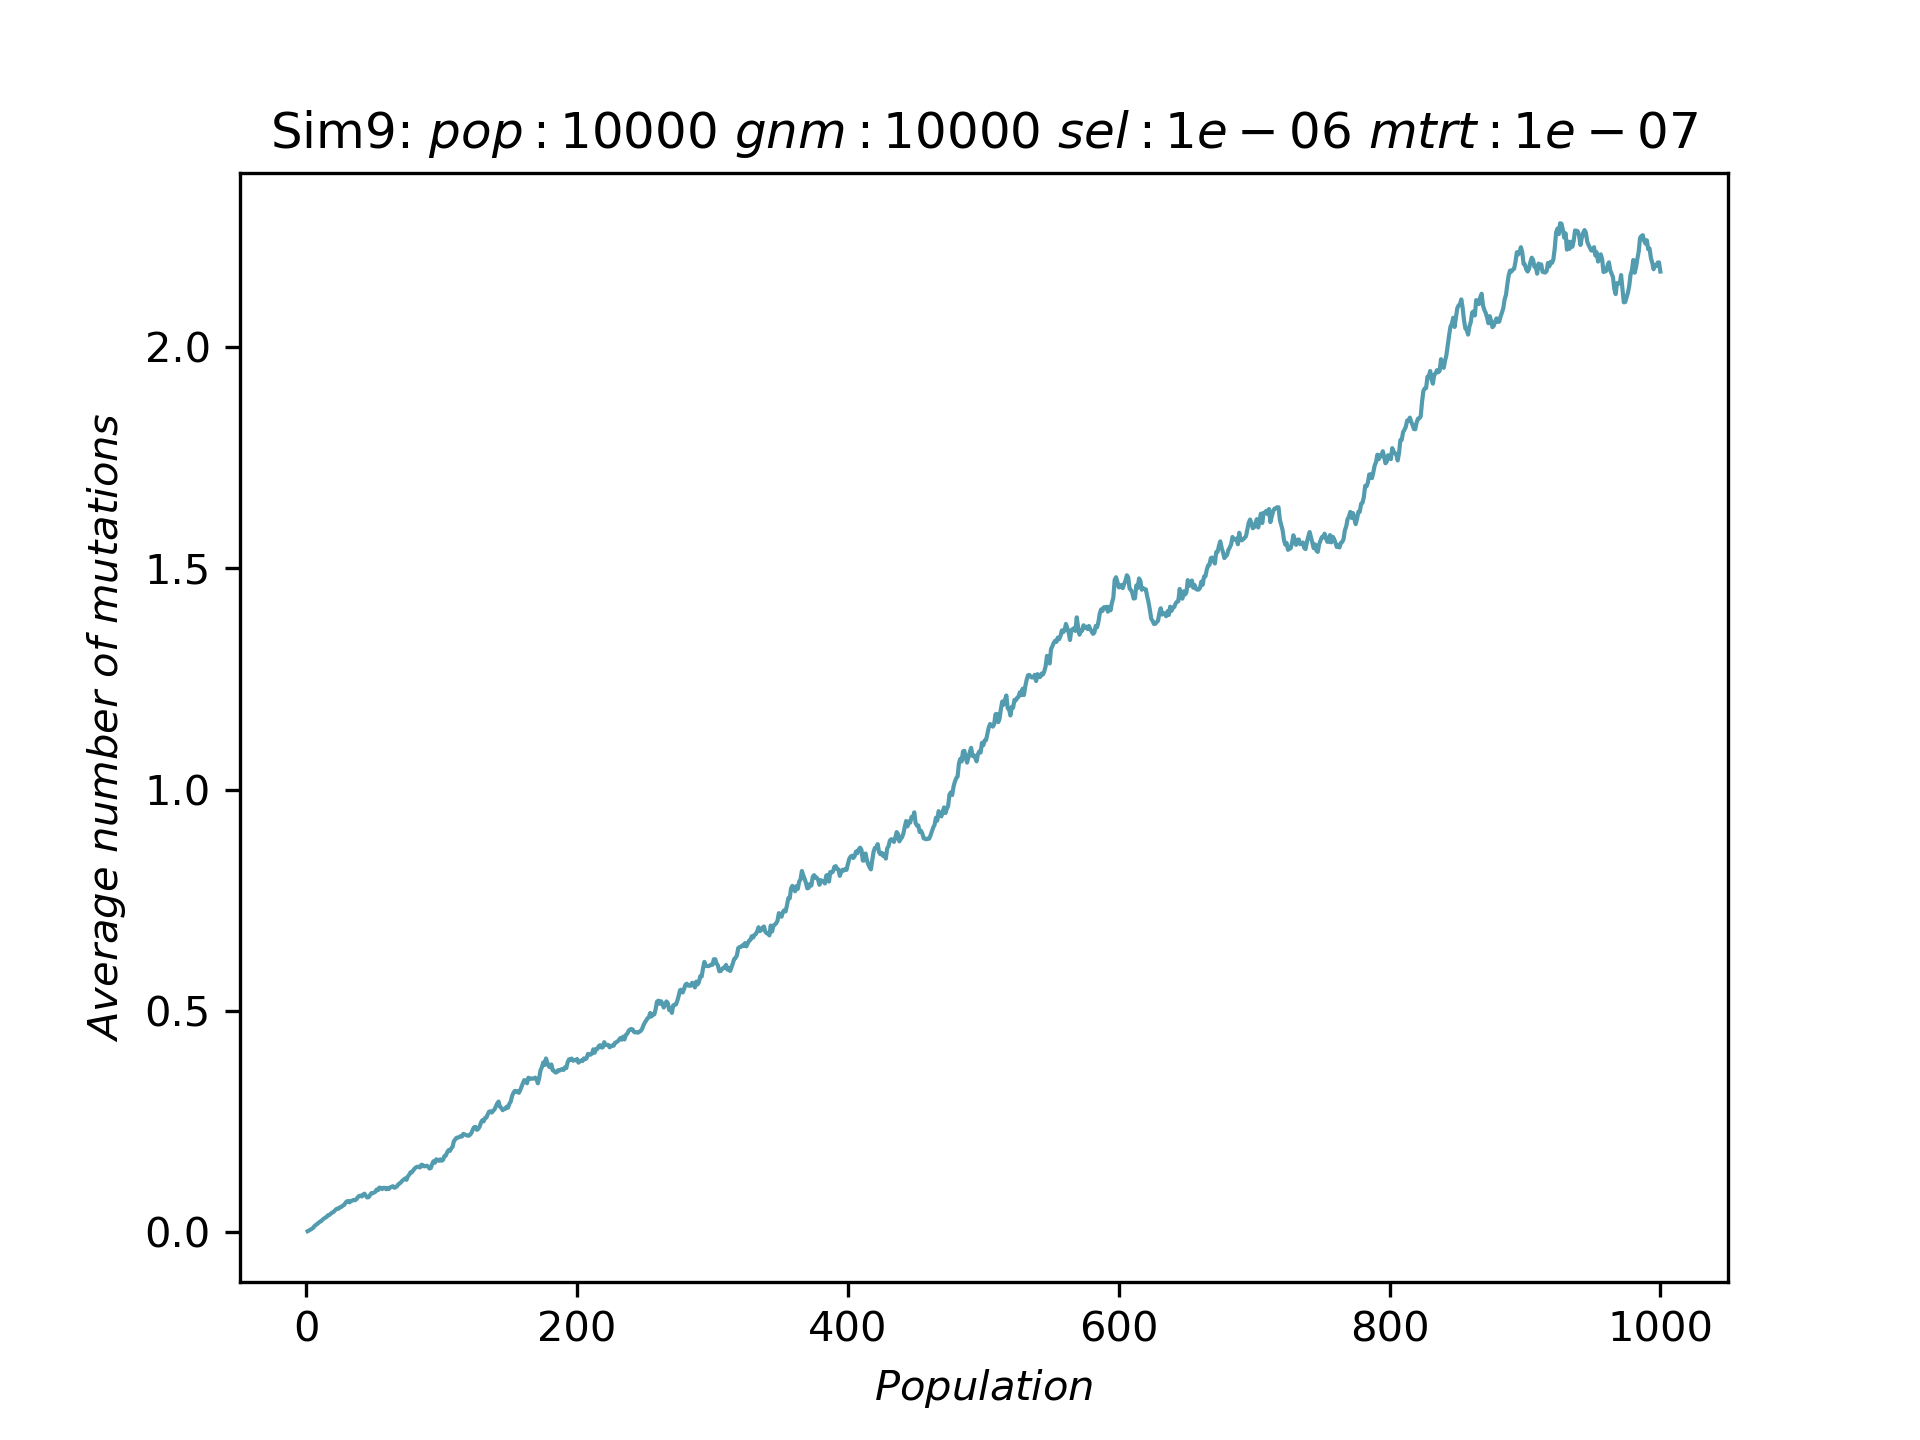 Sim9: pop : 10000 gnm : 10000 sel : 1e − 06 mtrt : 1e − 07
Average number of mutations
2.0
1.5
1.0
0.5
0.0
0 200 400 600 800 1000
Population